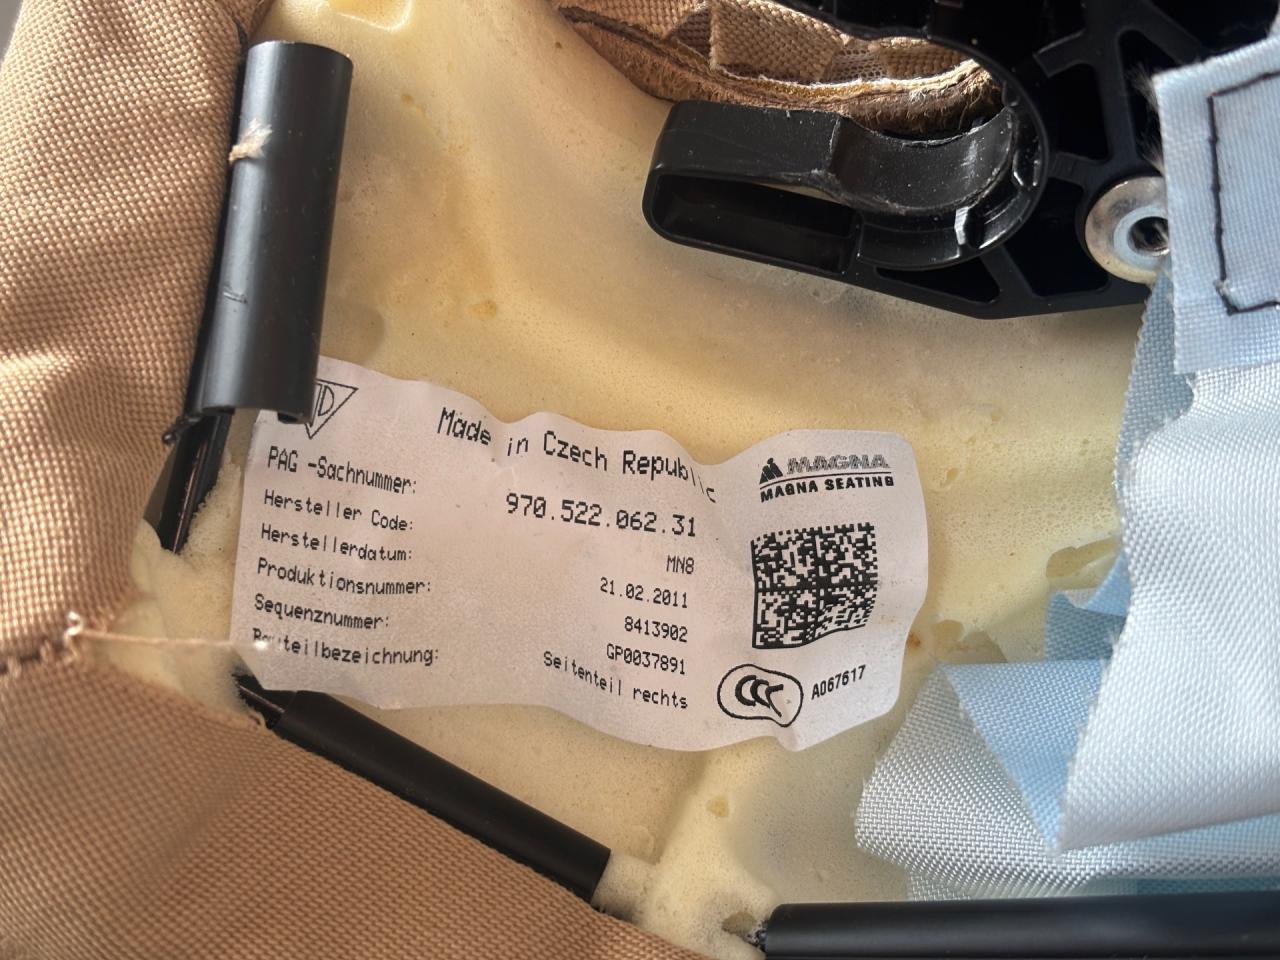 Made in Czech Republic
MAGNA
MAGNA SEATING
PAG -Sachnummer: 970.522.062.31
Hersteller Code: MN8
Herstellerdatum: 21.02.2011
Produktionsnummer: 8413902
Sequenznummer: GP0037891
Bauteilbezeichnung: Seitenteil rechts
CCC A067617